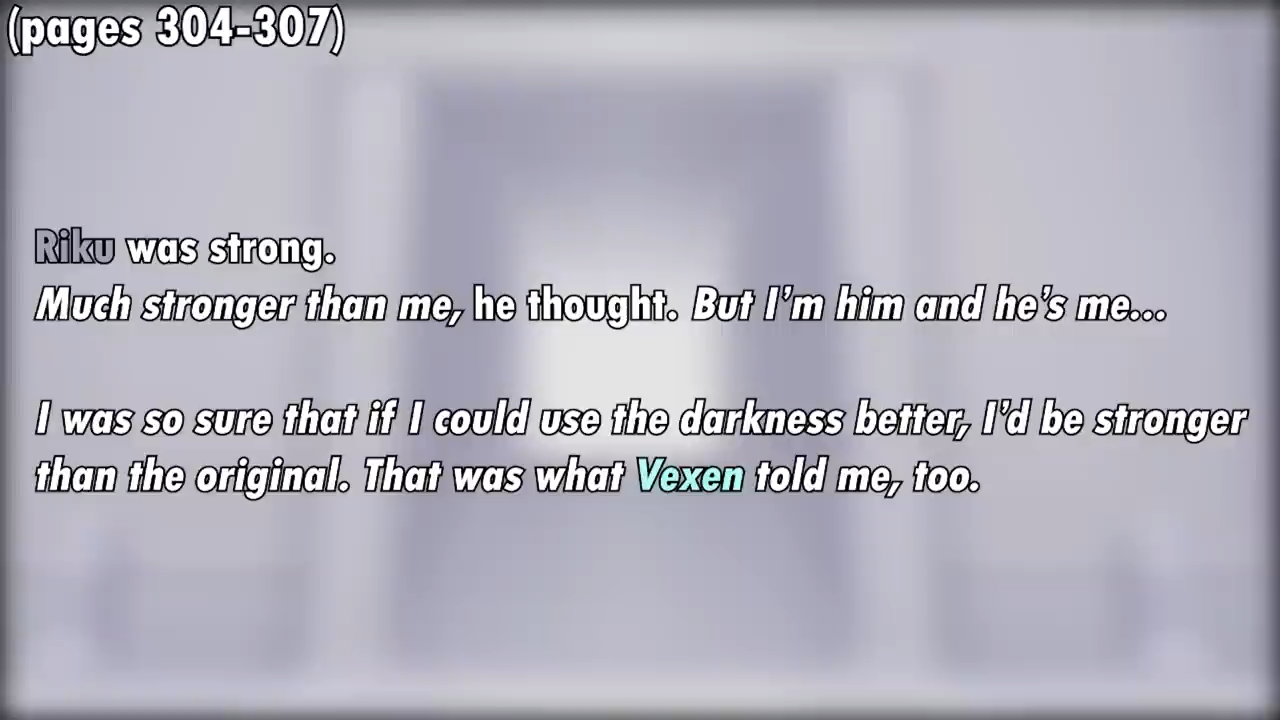 (pages 304-307)
Riku was strong.
Much stronger than me, he thought. But I'm him and he's me...
I was so sure that if I could use the darkness better, I'd be stronger
than the original. That was what Vexen told me, too.